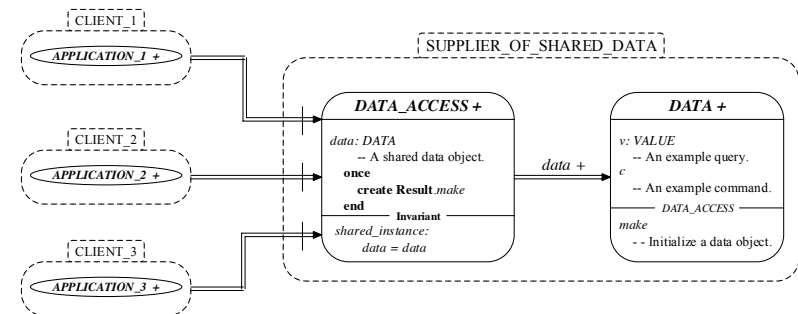 CLIENT_1
APPLICATION_1 +
CLIENT_2
APPLICATION_2 +
CLIENT_3
APPLICATION_3 +
SUPPLIER_OF_SHARED_DATA
DATA_ACCESS +
data: DATA
-- A shared data object.
once
create Result.make
end
Invariant
shared_instance:
data = data
data +
DATA +
v: VALUE
-- An example query.
c
-- An example command.
DATA_ACCESS
make
- - Initialize a data object.